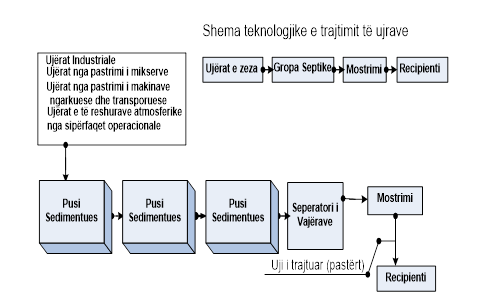 Shema teknologjike e trajtimit të ujrave
Ujërat Industriale
Ujërat nga pastrimi i mikserve
Ujërat nga pastrimi i makinave
ngarkuese dhe transporuese
Ujërat e të reshurave atmosferike
nga sipërfaqet operacionale
Ujërat e zeza
Gropa Septike
Mostrimi
Recipienti
Pusi
Sedimentues
Pusi
Sedimentues
Pusi
Sedimentues
Seperatori i
Vajërave
Mostrimi
Uji i trajtuar (pastërt)
Recipienti